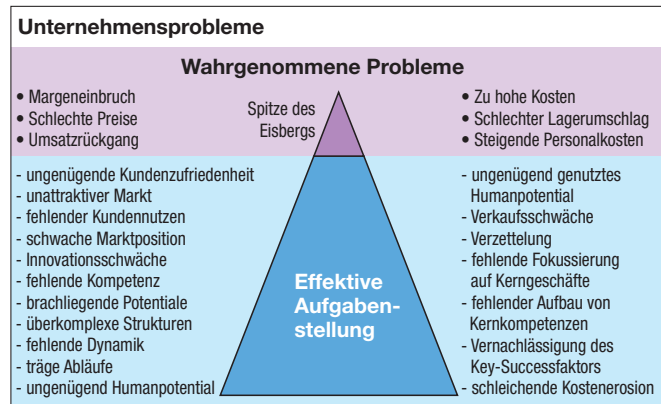 Unternehmensprobleme
Wahrgenommene Probleme
• Margeneinbruch
• Schlechte Preise
• Umsatzrückgang
Spitze des
Eisbergs
• Zu hohe Kosten
• Schlechter Lagerumschlag
• Steigende Personalkosten
- ungenügende Kundenzufriedenheit
- unattraktiver Markt
- fehlender Kundennutzen
- schwache Marktposition
- Innovationsschwäche
- fehlende Kompetenz
- brachliegende Potentiale
- überkomplexe Strukturen
- fehlende Dynamik
- träge Abläufe
- ungenügend Humanpotential
Effektive
Aufgaben-
stellung
- ungenügend genutztes
Humanpotential
- Verkaufsschwäche
- Verzettelung
- fehlende Fokussierung
auf Kerngeschäfte
- fehlender Aufbau von
Kernkompetenzen
- Vernachlässigung des
Key-Successfaktors
- schleichende Kostenerosion